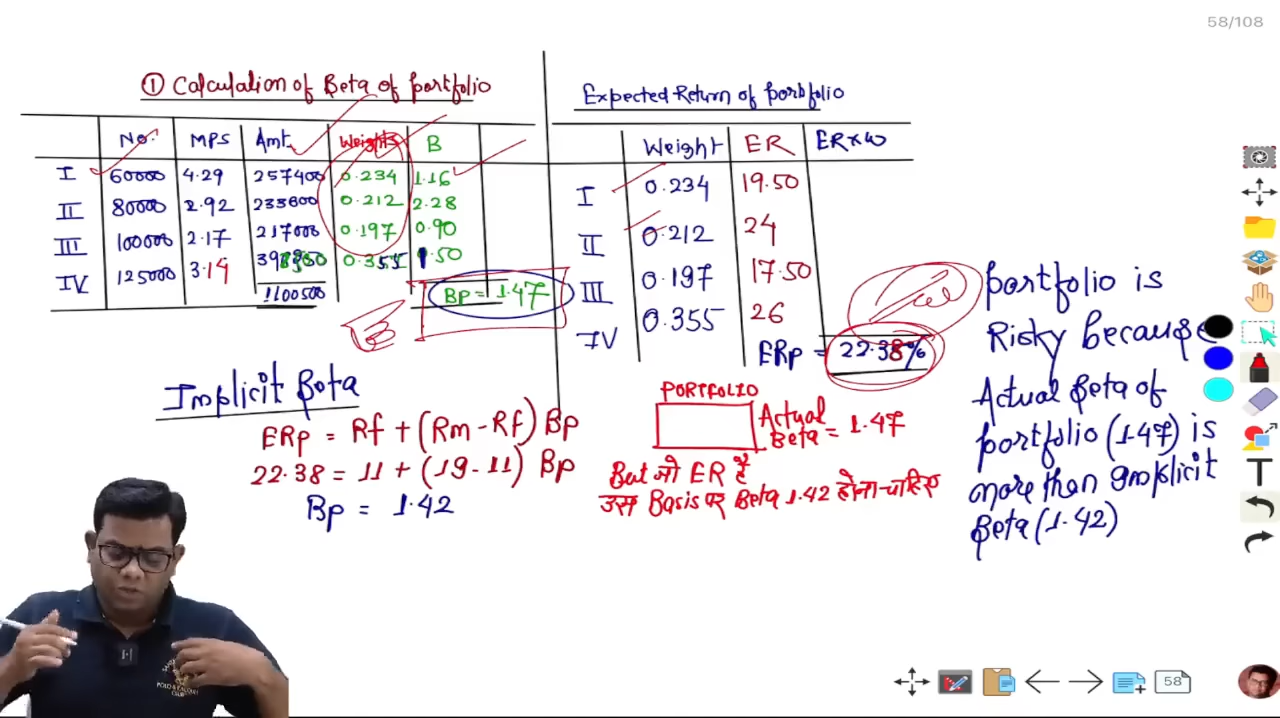 58/108
① Calculation of Beta of portfolio
No. MPS Amt. Weights B
I 60000 4.29 257400 0.234 1.16
II 80000 2.92 233600 0.212 2.28
III 100000 2.17 217000 0.197 0.90
IV 125000 3.14 1.50
1100500
Bp = 1.47
Expected Return of portfolio
Weight ER ER×W
I 0.234 19.50
II 0.212 24
III 0.197 17.50
IV 0.355 26
ERp = 22.38%
Implicit Beta
ERp = Rf + (Rm - Rf) Bp
22.38 = 11 + (19-11) Bp
Bp = 1.42
PORTFOLIO
Actual
Beta = 1.47
But जो ER है
उस Basis पर Beta 1.42 होना चाहिए
portfolio is
Risky because
Actual Beta of
portfolio (1.47) is
more than Implicit
Beta (1.42)
58